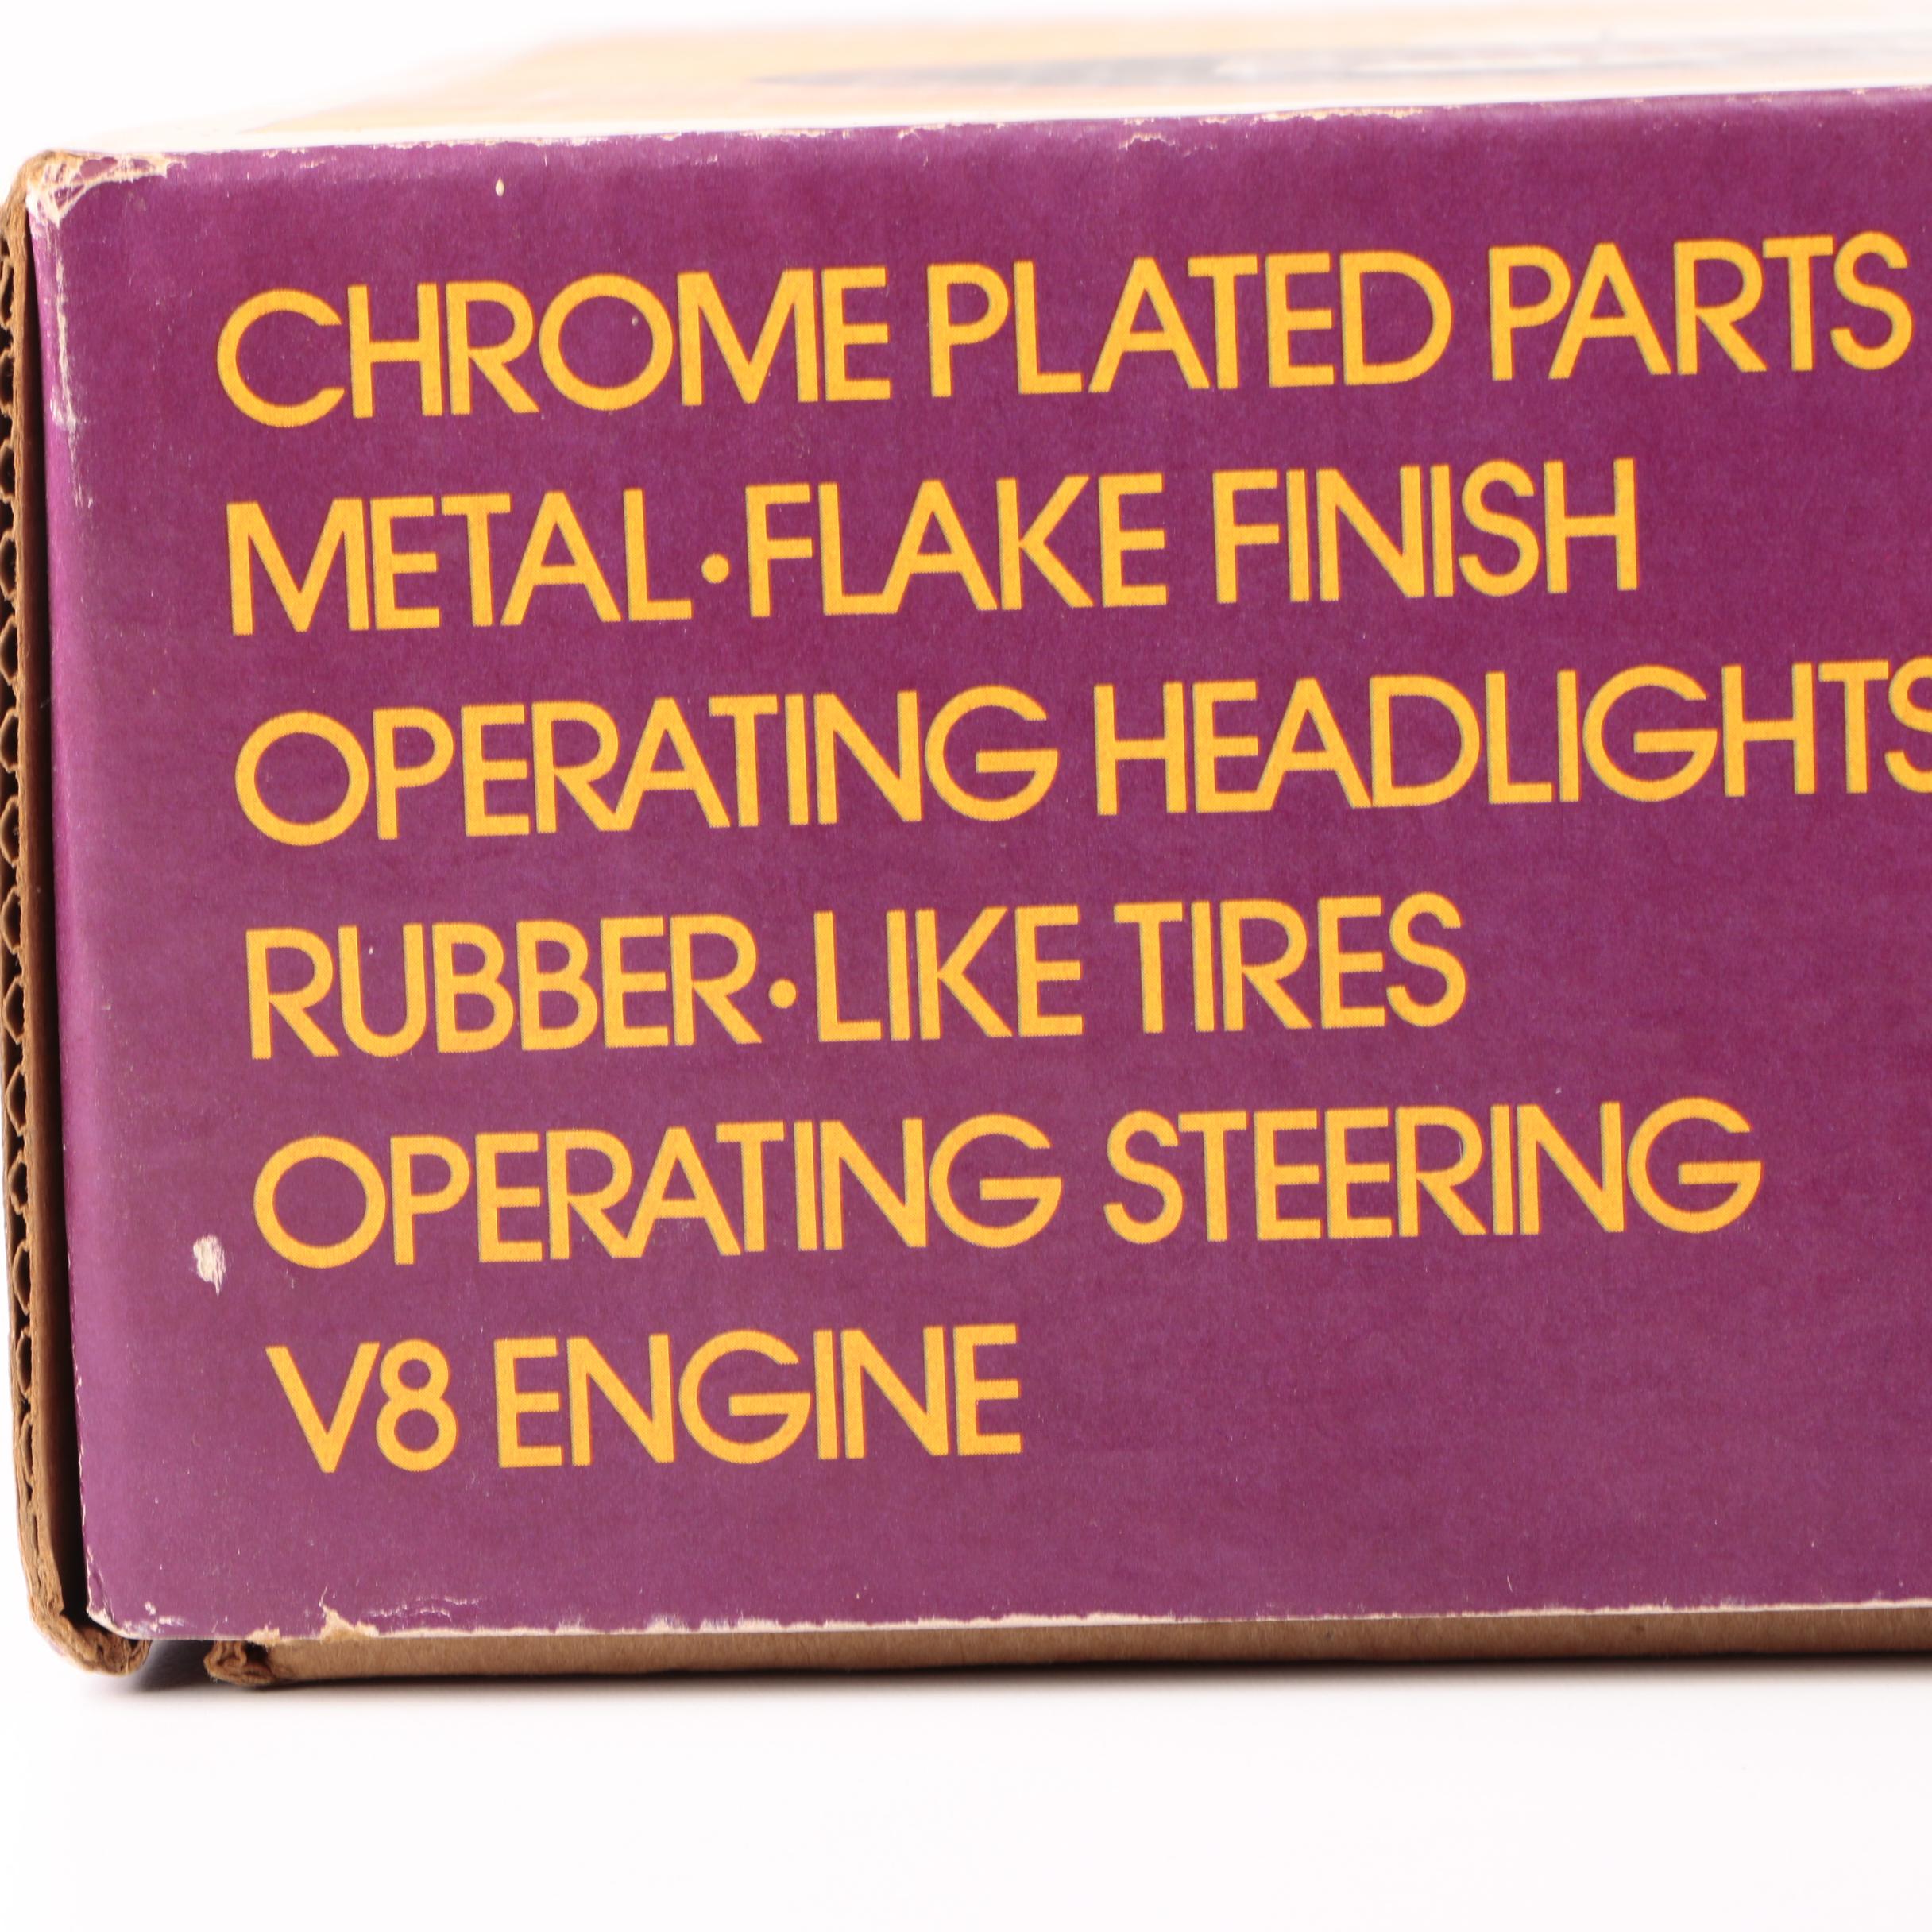 CHROME PLATED PARTS
METAL·FLAKE FINISH
OPERATING HEADLIGHTS
RUBBER·LIKE TIRES
OPERATING STEERING
V8 ENGINE